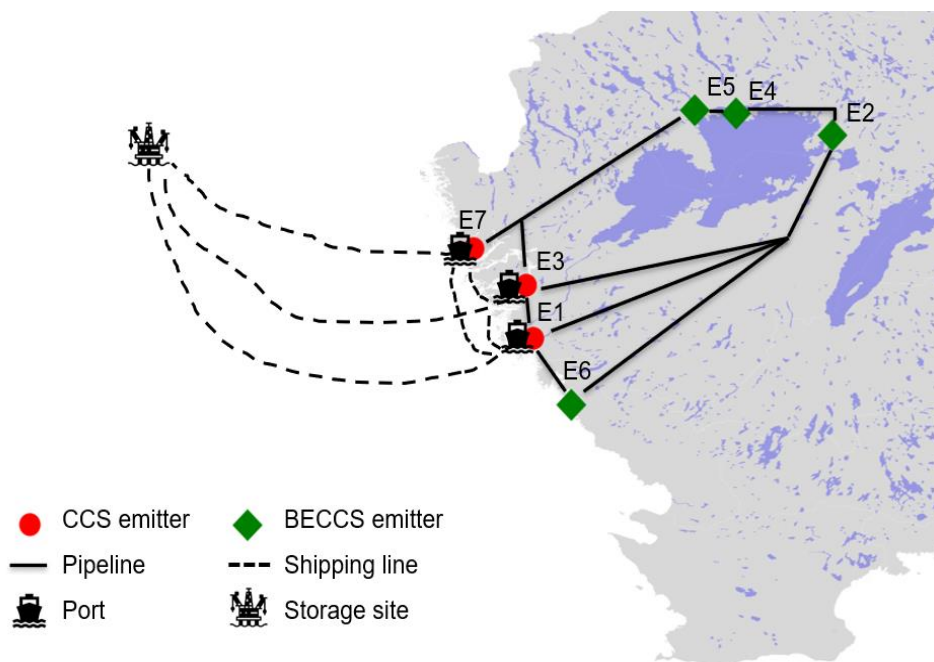 E5 E4
E2
E7
E3
E1
E6
CCS emitter
BECCS emitter
Pipeline
Shipping line
Port
Storage site